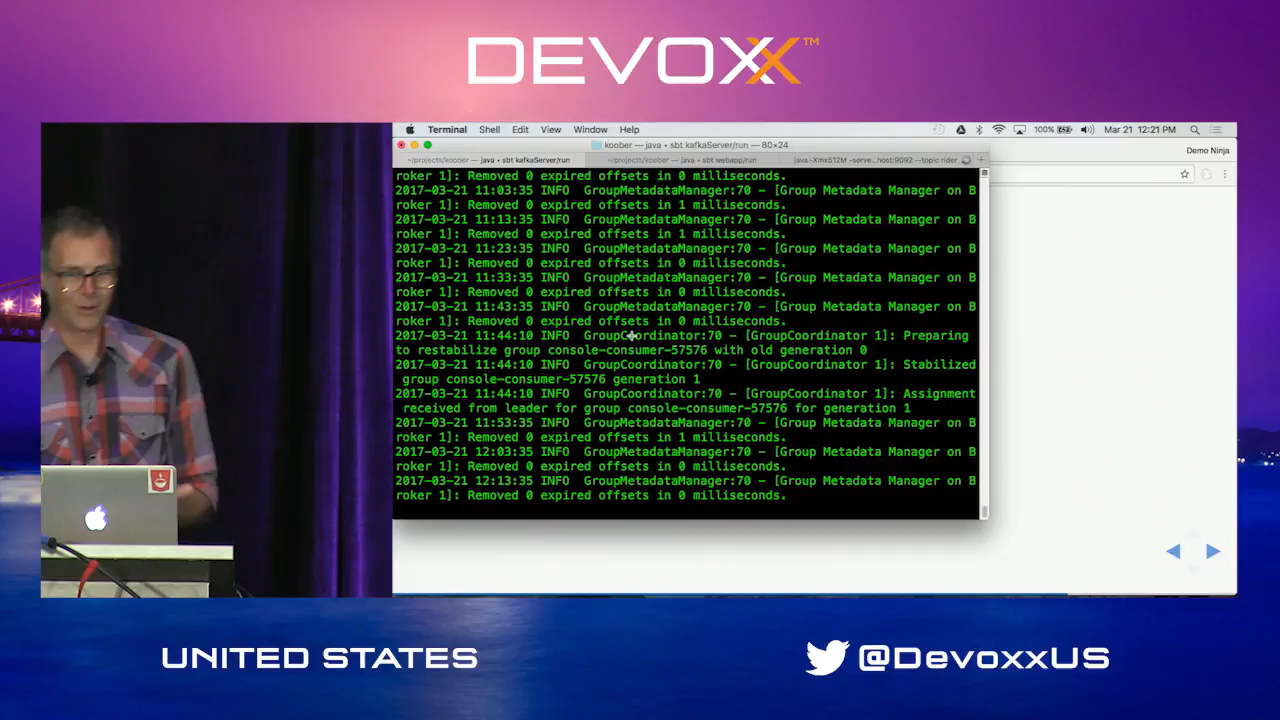 DEVOXX™
Terminal Shell Edit View Window Help 100% Mar 21 12:21 PM
koober — java • sbt kafkaServer/run — 80×24
~/projects/koober — java • sbt kafkaServer/run ~/projects/koober — java • sbt webapp/run java -Xmx512M -serve...host:9092 --topic rider +
Demo Ninja
roker 1]: Removed 0 expired offsets in 0 milliseconds.
2017-03-21 11:03:35 INFO GroupMetadataManager:70 - [Group Metadata Manager on B
roker 1]: Removed 0 expired offsets in 1 milliseconds.
2017-03-21 11:13:35 INFO GroupMetadataManager:70 - [Group Metadata Manager on B
roker 1]: Removed 0 expired offsets in 1 milliseconds.
2017-03-21 11:23:35 INFO GroupMetadataManager:70 - [Group Metadata Manager on B
roker 1]: Removed 0 expired offsets in 0 milliseconds.
2017-03-21 11:33:35 INFO GroupMetadataManager:70 - [Group Metadata Manager on B
roker 1]: Removed 0 expired offsets in 0 milliseconds.
2017-03-21 11:43:35 INFO GroupMetadataManager:70 - [Group Metadata Manager on B
roker 1]: Removed 0 expired offsets in 0 milliseconds.
2017-03-21 11:44:10 INFO GroupCoordinator:70 - [GroupCoordinator 1]: Preparing
to restabilize group console-consumer-57576 with old generation 0
2017-03-21 11:44:10 INFO GroupCoordinator:70 - [GroupCoordinator 1]: Stabilized
group console-consumer-57576 generation 1
2017-03-21 11:44:10 INFO GroupCoordinator:70 - [GroupCoordinator 1]: Assignment
received from leader for group console-consumer-57576 for generation 1
2017-03-21 11:53:35 INFO GroupMetadataManager:70 - [Group Metadata Manager on B
roker 1]: Removed 0 expired offsets in 1 milliseconds.
2017-03-21 12:03:35 INFO GroupMetadataManager:70 - [Group Metadata Manager on B
roker 1]: Removed 0 expired offsets in 0 milliseconds.
2017-03-21 12:13:35 INFO GroupMetadataManager:70 - [Group Metadata Manager on B
roker 1]: Removed 0 expired offsets in 0 milliseconds.
UNITED STATES
@DevoxxUS